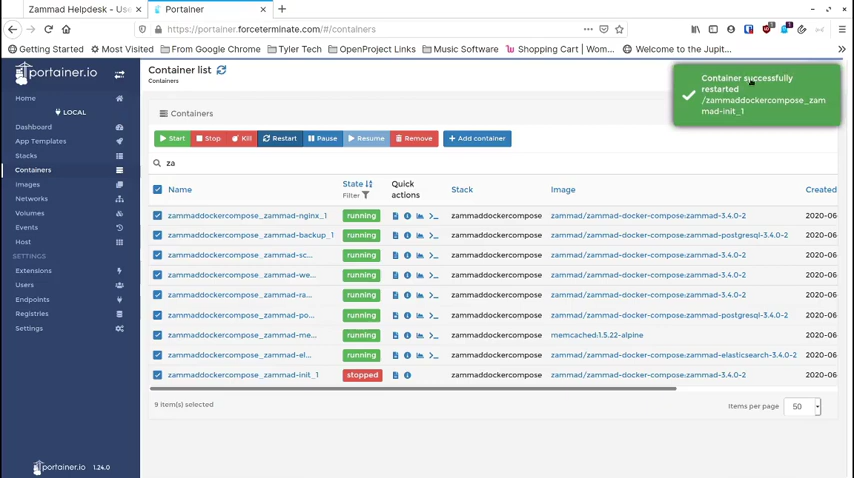 Zammad Helpdesk - Use
Portainer
https://portainer.forceterminate.com/#/containers
Getting Started
Most Visited
From Google Chrome
Tyler Tech
OpenProject Links
Music Software
Shopping Cart | Wom...
Welcome to the Jupit...
portainer.io
Home
LOCAL
Dashboard
App Templates
Stacks
Containers
Images
Networks
Volumes
Events
Host
SETTINGS
Extensions
Users
Endpoints
Registries
Settings
portainer.io 1.24.0
Container list
Containers
Container successfully
restarted
/zammaddockercompose_zam
mad-init_1
Containers
Start Stop Kill Restart Pause Resume Remove Add container
za
Name State Filter Quick actions Stack Image Created
zammaddockercompose_zammad-nginx_1 running zammaddockercompose zammad/zammad-docker-compose:zammad-3.4.0-2 2020-06
zammaddockercompose_zammad-backup_1 running zammaddockercompose zammad/zammad-docker-compose:zammad-postgresql-3.4.0-2 2020-06
zammaddockercompose_zammad-sc... running zammaddockercompose zammad/zammad-docker-compose:zammad-3.4.0-2 2020-06
zammaddockercompose_zammad-we... running zammaddockercompose zammad/zammad-docker-compose:zammad-3.4.0-2 2020-06
zammaddockercompose_zammad-ra... running zammaddockercompose zammad/zammad-docker-compose:zammad-3.4.0-2 2020-06
zammaddockercompose_zammad-po... running zammaddockercompose zammad/zammad-docker-compose:zammad-postgresql-3.4.0-2 2020-06
zammaddockercompose_zammad-me... running zammaddockercompose memcached:1.5.22-alpine 2020-06
zammaddockercompose_zammad-el... running zammaddockercompose zammad/zammad-docker-compose:zammad-elasticsearch-3.4.0-2 2020-06
zammaddockercompose_zammad-init_1 stopped zammaddockercompose zammad/zammad-docker-compose:zammad-3.4.0-2 2020-06
9 item(s) selected
Items per page 50